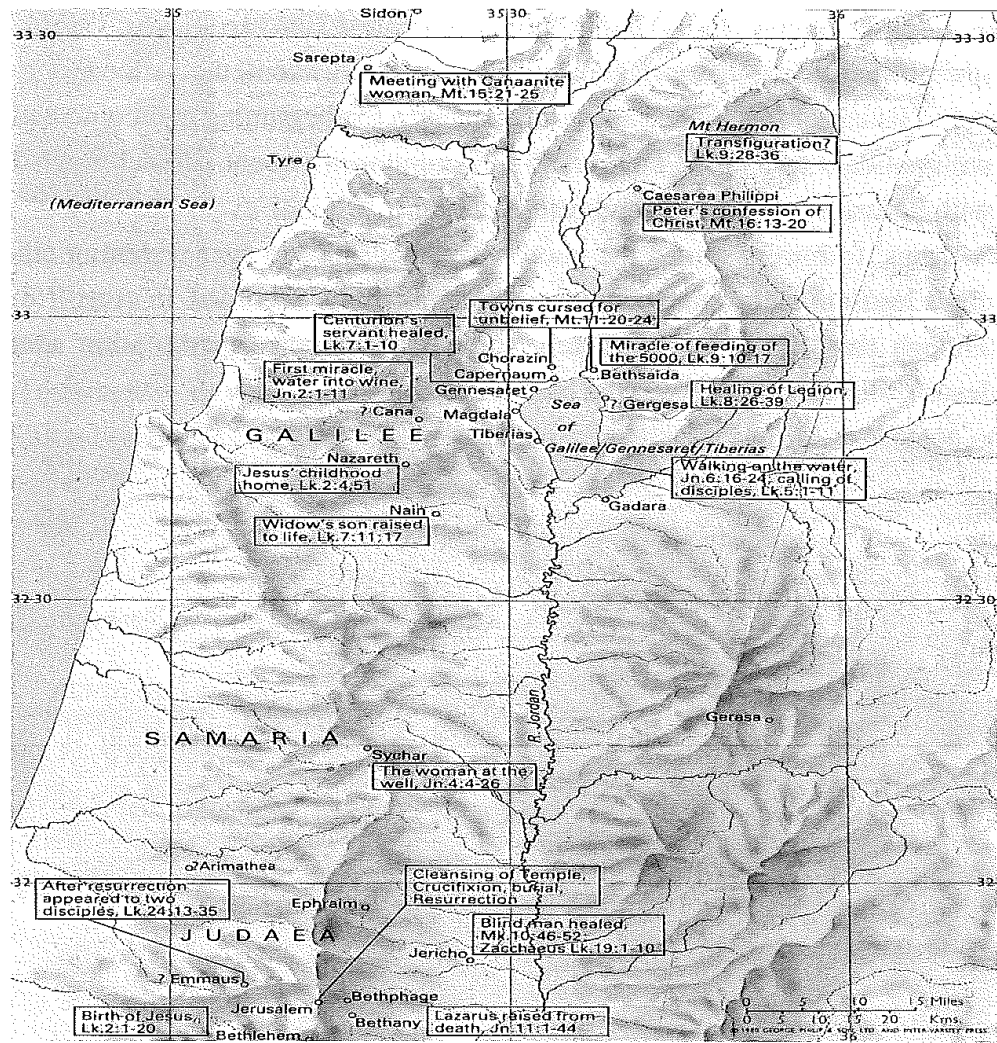 35
35 30
36
Sidon
33 30
33 30
Sarepta
Meeting with Canaanite
woman, Mt.15:21-25
Mt Hermon
Transfiguration?
Lk.9:28-36
Tyre
(Mediterranean Sea)
Caesarea Philippi
Peter's confession of
Christ, Mt.16:13-20
Towns cursed for
unbelief, Mt.11:20-24
33
33
Centurion's
servant healed,
Lk.7:1-10
Chorazin
Miracle of feeding of
the 5000, Lk.9:10-17
First miracle,
water into wine,
Jn.2:1-11
Capernaum
Bethsaida
Gennesaret
Healing of Legion,
Lk.8:26-39
? Cana
Magdala
Sea
of
? Gergesa
GALILEE
Tiberias
Galilee/Gennesaret/Tiberias
Nazareth
Jesus' childhood
home, Lk.2:4,51
Walking on the water,
Jn.6:16-24; calling of
disciples, Lk.5:1-11
Nain
Gadara
Widow's son raised
to life, Lk.7:11;17
32 30
32 30
R. Jordan
Gerasa
SAMARIA
Sychar
The woman at the
well, Jn.4:4-26
?Arimathea
32
32
Cleansing of Temple,
Crucifixion, burial,
Resurrection
After resurrection
appeared to two
disciples, Lk.24:13-35
Ephraim
Blind man healed,
Mk.10:46-52
Zacchaeus Lk.19:1-10
JUDAEA
Jericho
? Emmaus
Jerusalem
Bethphage
0 5 10 15 Miles
0 5 10 15 20 Kms.
Birth of Jesus,
Lk.2:1-20
Bethany
Lazarus raised from
death, Jn.11:1-44
Bethlehem
36
© 1980 GEORGE PHILIP & SON, LTD. AND INTER-VARSITY PRESS